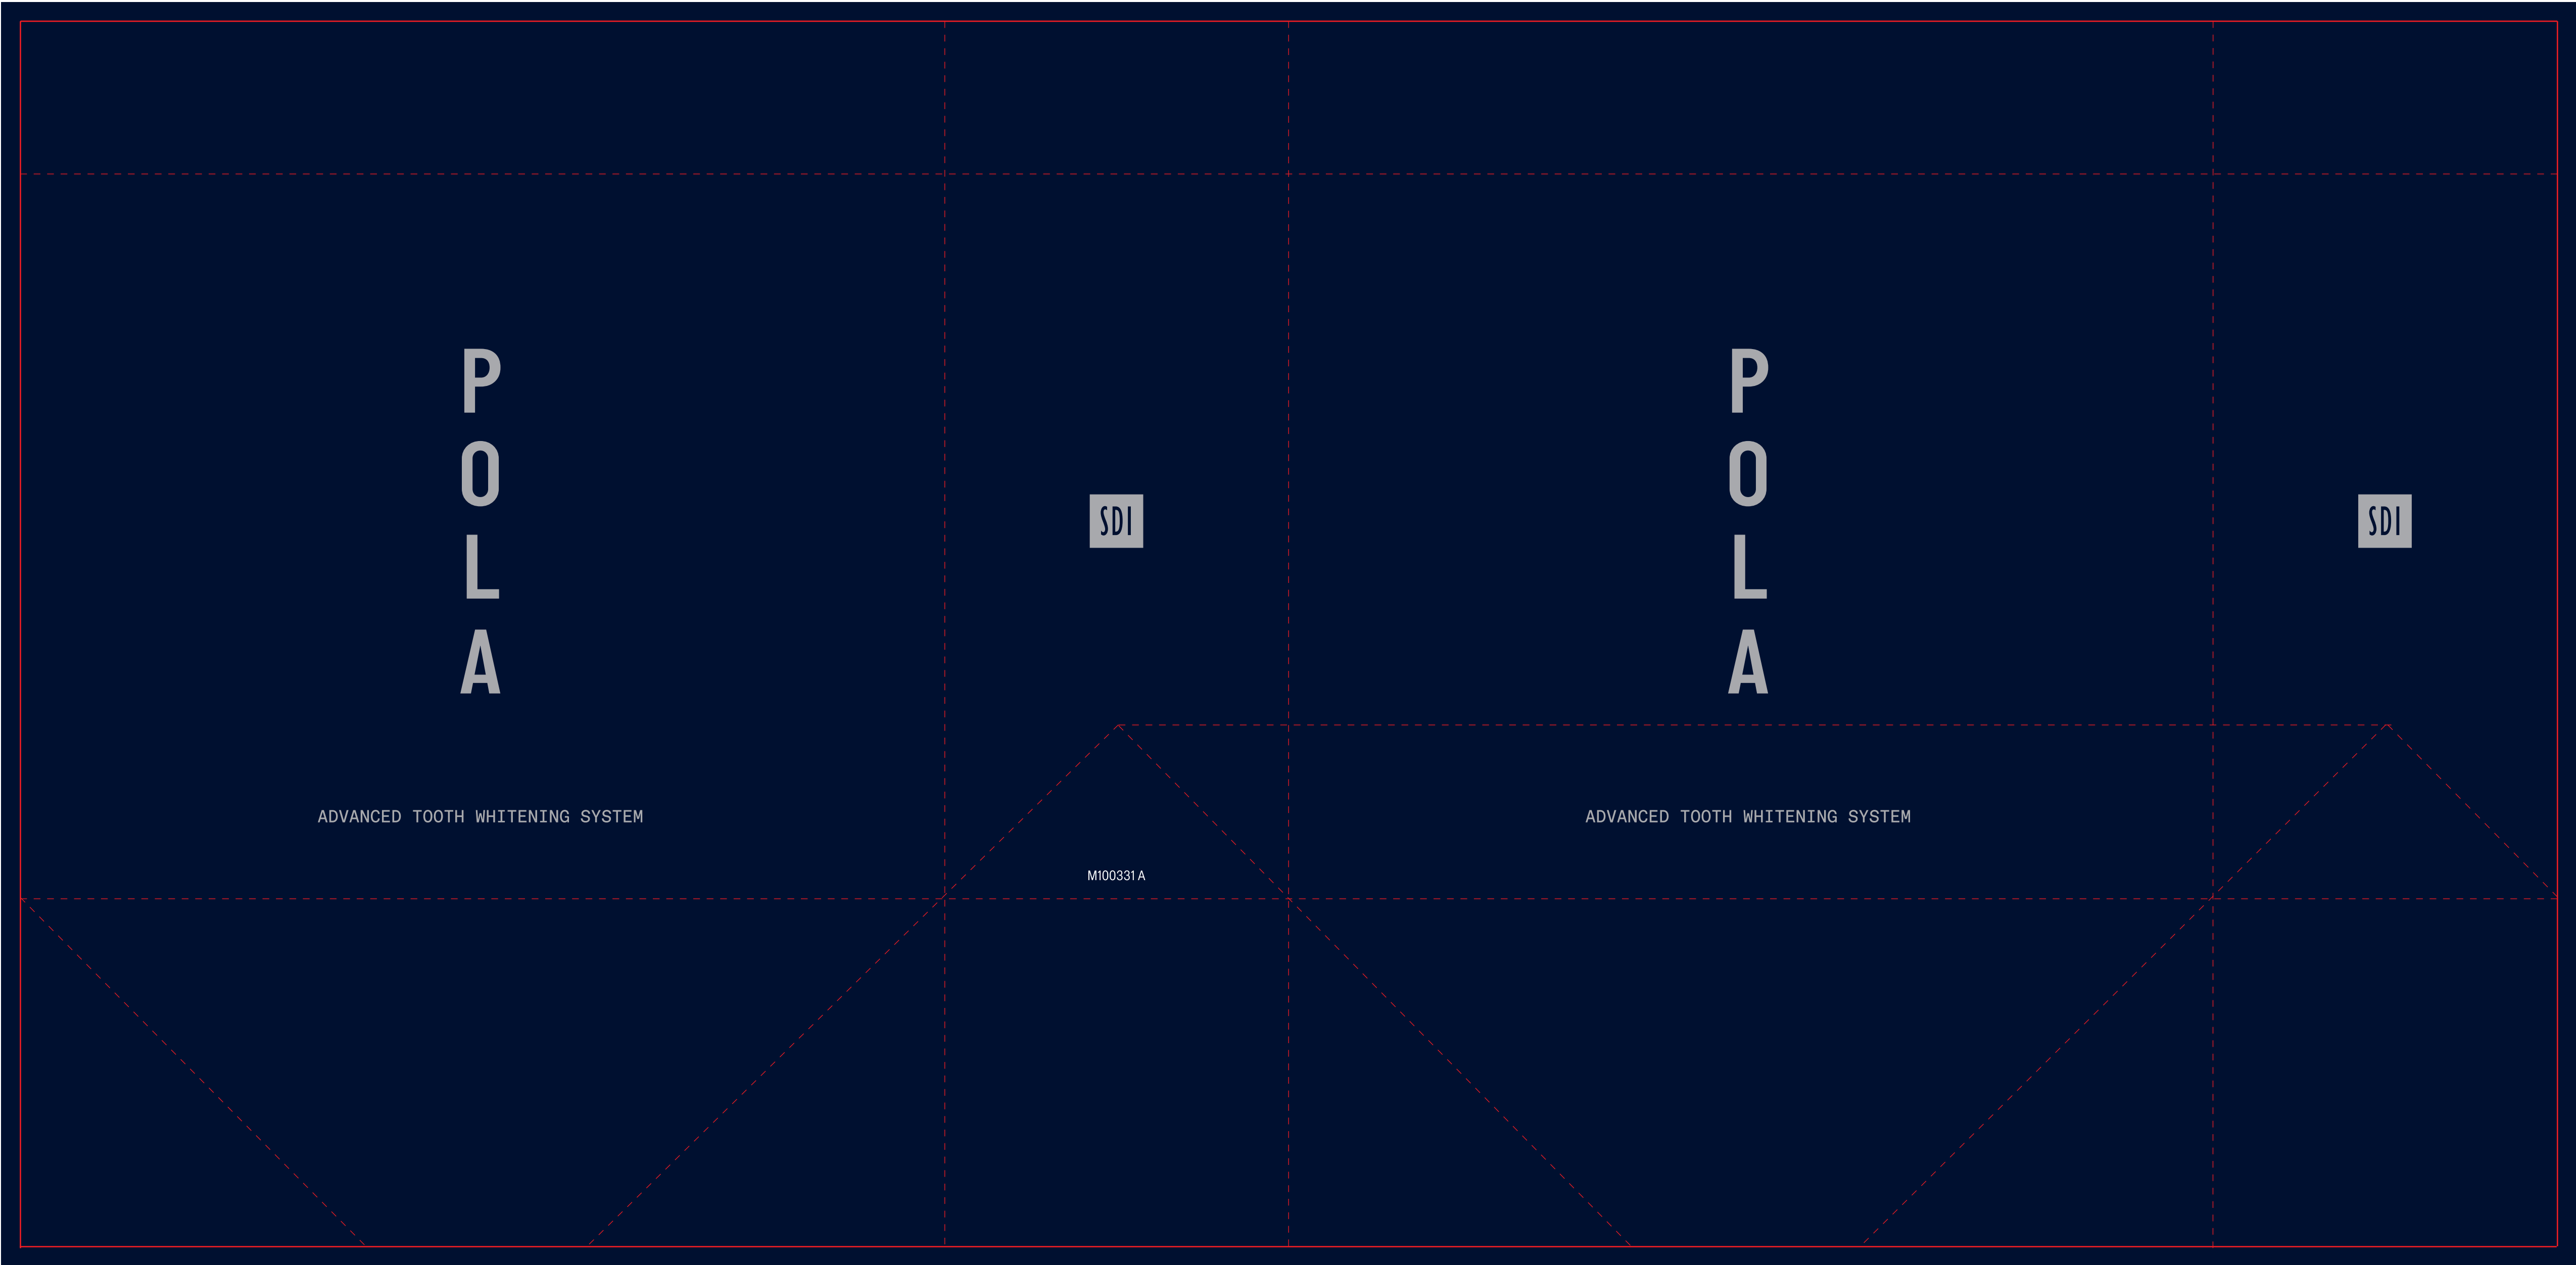 P
O
L
A
ADVANCED TOOTH WHITENING SYSTEM
SDI
M100331 A
P
O
L
A
ADVANCED TOOTH WHITENING SYSTEM
SDI